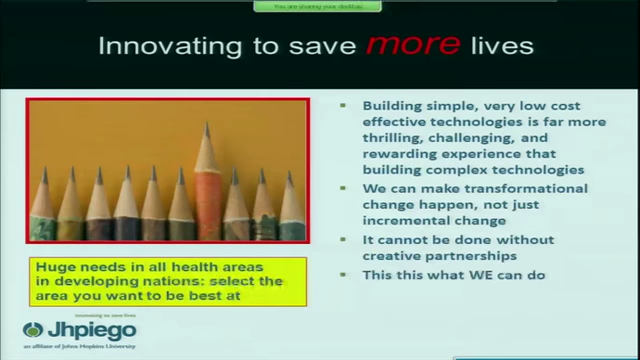 You are sharing your desktop.
Innovating to save more lives
Building simple, very low cost
effective technologies is far more
thrilling, challenging, and
rewarding experience that
building complex technologies
We can make transformational
change happen, not just
incremental change
It cannot be done without
creative partnerships
This this what WE can do
Huge needs in all health areas
in developing nations: select the
area you want to be best at
innovating to save lives
Jhpiego
an affiliate of Johns Hopkins University